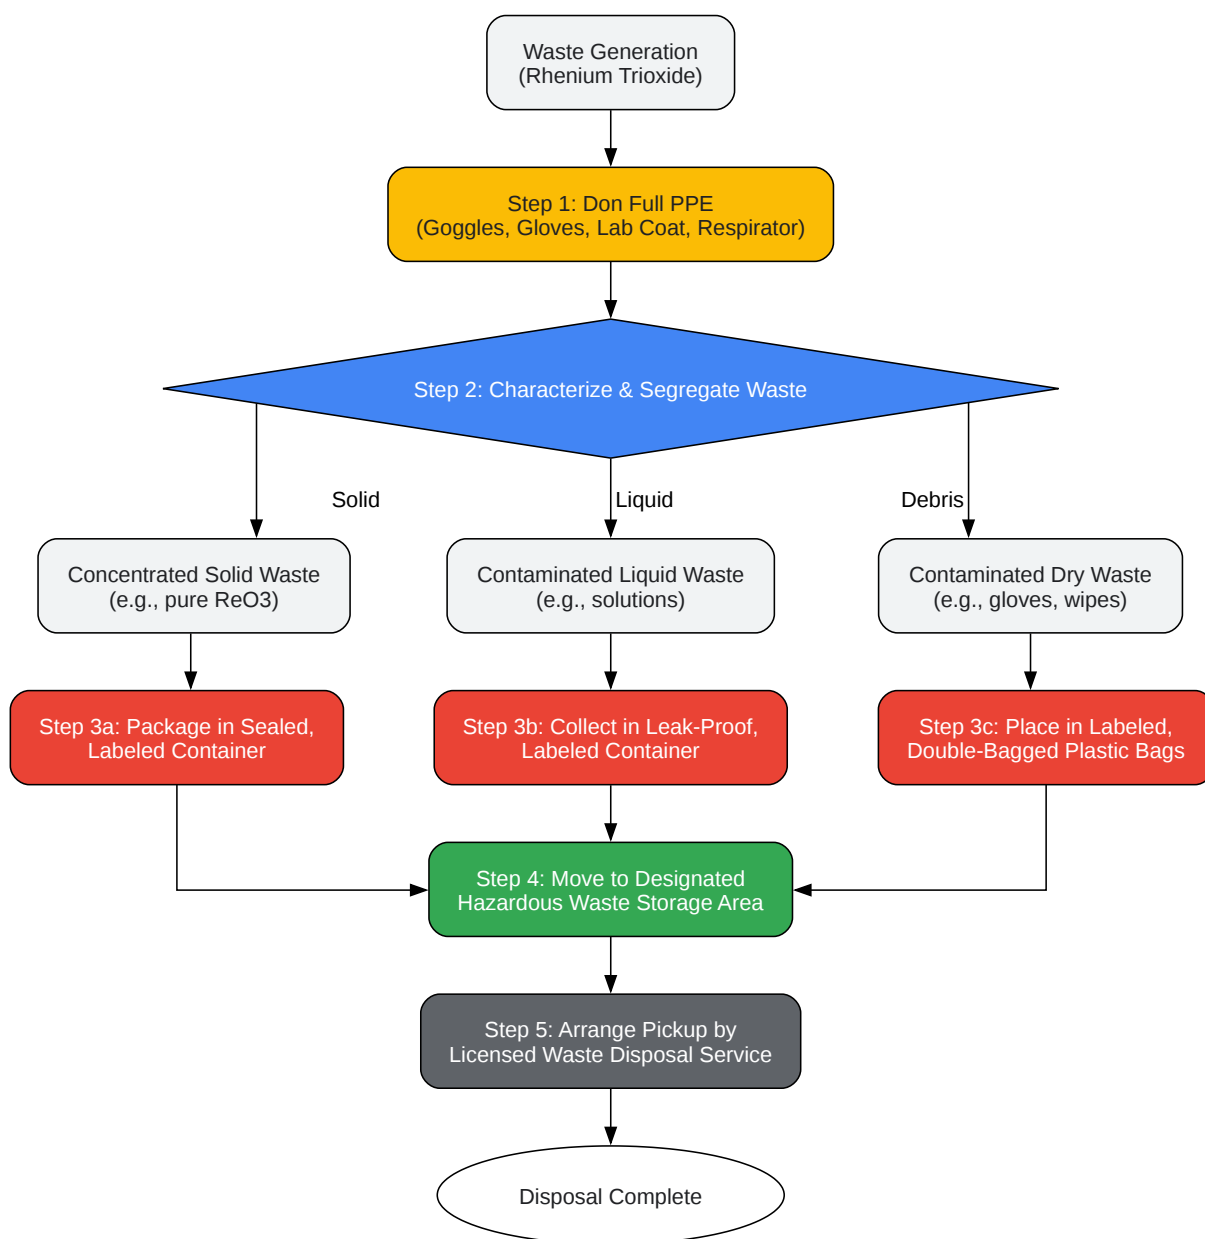 Waste Generation
(Rhenium Trioxide)
Step 1: Don Full PPE
(Goggles, Gloves, Lab Coat, Respirator)
Step 2: Characterize & Segregate Waste
Solid
Liquid
Debris
Concentrated Solid Waste
(e.g., pure ReO3)
Contaminated Liquid Waste
(e.g., solutions)
Contaminated Dry Waste
(e.g., gloves, wipes)
Step 3a: Package in Sealed,
Labeled Container
Step 3b: Collect in Leak-Proof,
Labeled Container
Step 3c: Place in Labeled,
Double-Bagged Plastic Bags
Step 4: Move to Designated
Hazardous Waste Storage Area
Step 5: Arrange Pickup by
Licensed Waste Disposal Service
Disposal Complete